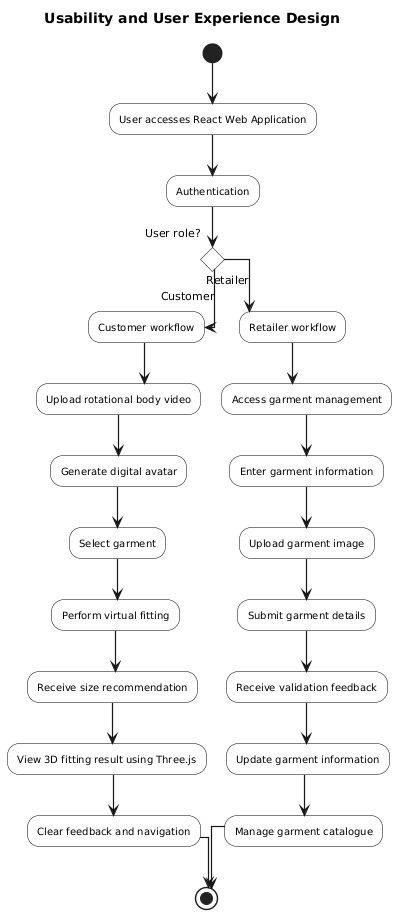 Usability and User Experience Design
User accesses React Web Application
Authentication
User role?
Retailer
Customer
Customer workflow
Retailer workflow
Upload rotational body video
Access garment management
Generate digital avatar
Enter garment information
Select garment
Upload garment image
Perform virtual fitting
Submit garment details
Receive size recommendation
Receive validation feedback
View 3D fitting result using Three.js
Update garment information
Clear feedback and navigation
Manage garment catalogue